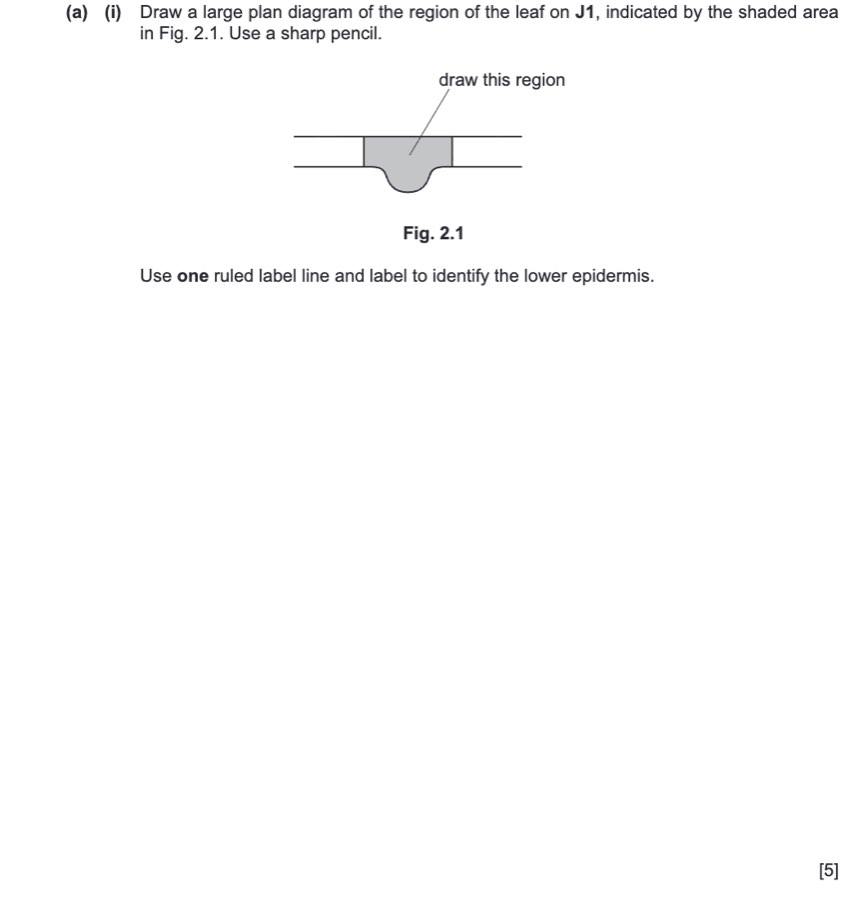 (a) (i) Draw a large plan diagram of the region of the leaf on J1, indicated by the shaded area
in Fig. 2.1. Use a sharp pencil.
draw this region
Fig. 2.1
Use one ruled label line and label to identify the lower epidermis.
[5]